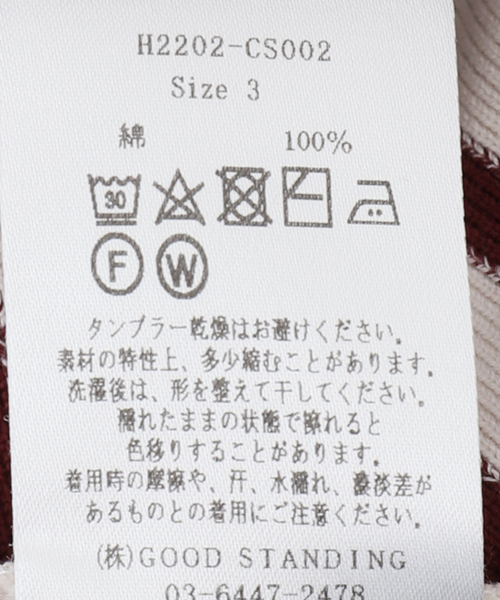 H2202-CS002
Size 3
綿 100%
30
F W
タンブラー乾燥はお避けください。
素材の特性上、多少縮むことがあります。
洗濯後は、形を整えて干してください。
濡れたままの状態で擦れると
色移りすることがあります。
着用時の摩擦や、汗、水濡れ、濃淡差が
あるものとの着用にご注意ください。
(株)GOOD STANDING
03-6447-2478